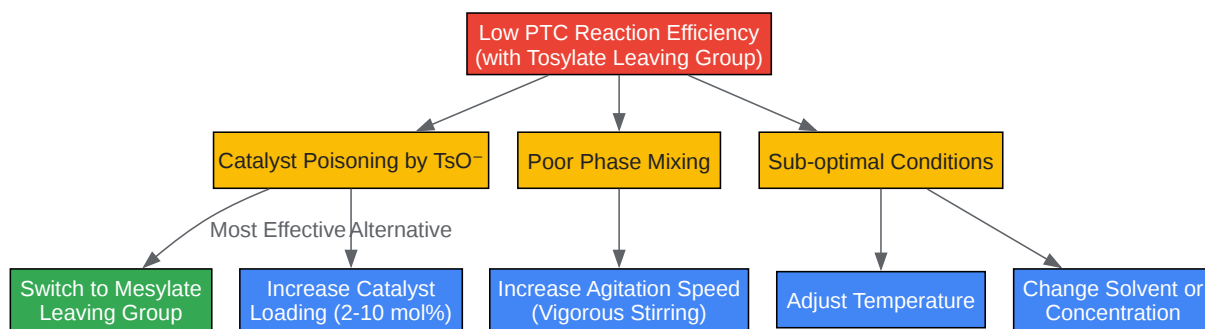 Low PTC Reaction Efficiency
(with Tosylate Leaving Group)
Catalyst Poisoning by TsO⁻
Poor Phase Mixing
Sub-optimal Conditions
Most Effective Alternative
Switch to Mesylate
Leaving Group
Increase Catalyst
Loading (2-10 mol%)
Increase Agitation Speed
(Vigorous Stirring)
Adjust Temperature
Change Solvent or
Concentration